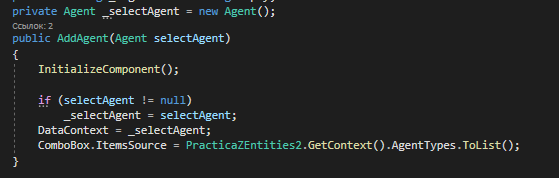 private Agent _selectAgent = new Agent();
Ссылок: 2
public AddAgent(Agent selectAgent)
{
InitializeComponent();
if (selectAgent != null)
_selectAgent = selectAgent;
DataContext = _selectAgent;
ComboBox.ItemsSource = PracticaZEntities2.GetContext().AgentTypes.ToList();
}